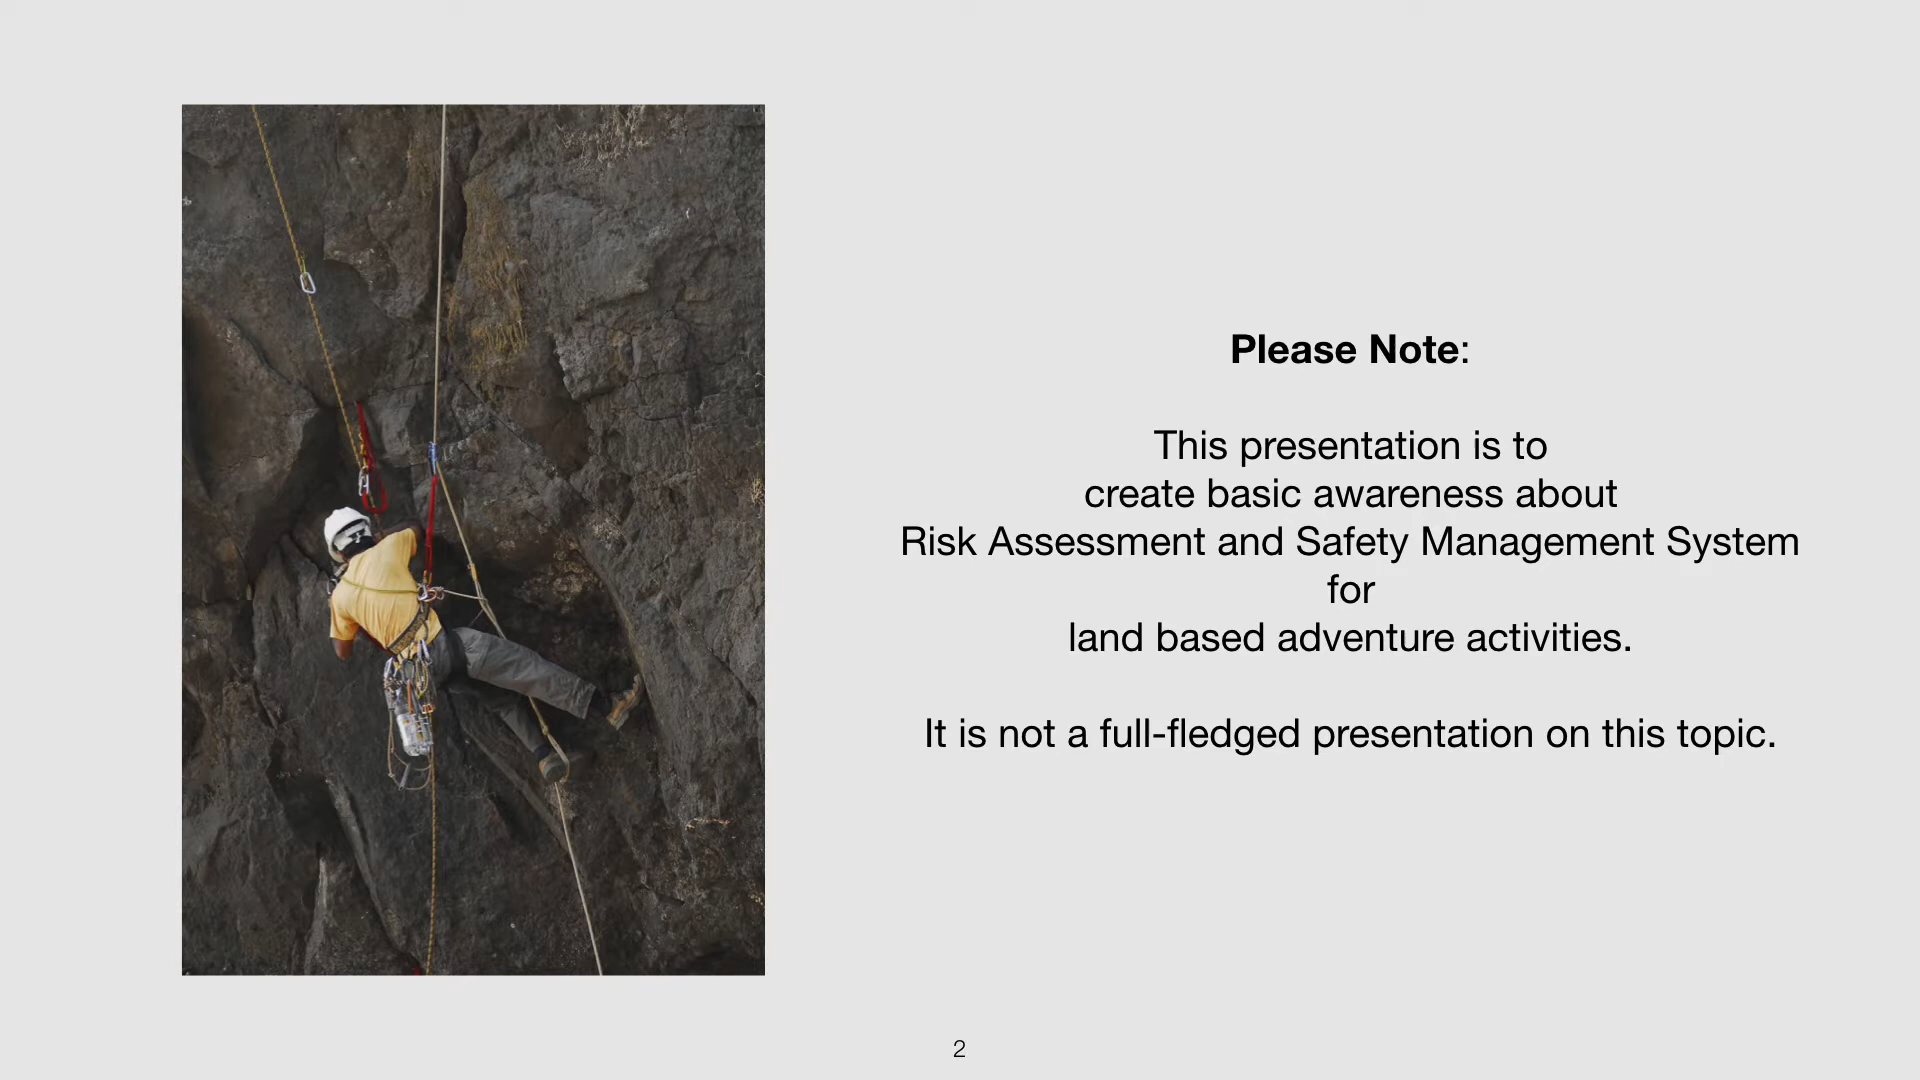 Please Note:
This presentation is to
create basic awareness about
Risk Assessment and Safety Management System
for
land based adventure activities.
It is not a full-fledged presentation on this topic.
2